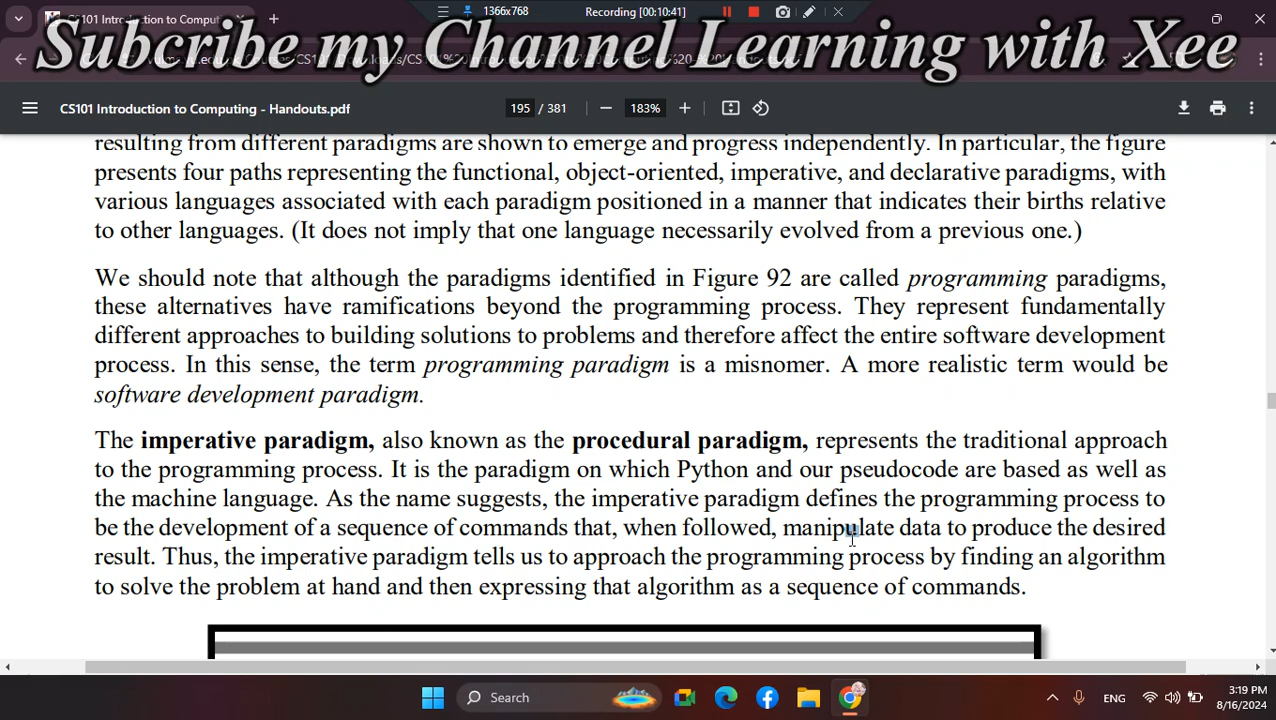 CS101 Introduction to Comput
1366x768
Recording [00:10:41]
Subcribe my Channel Learning with Xee
CS101 Introduction to Computing - Handouts.pdf
195 / 381
183%
resulting from different paradigms are shown to emerge and progress independently. In particular, the figure
presents four paths representing the functional, object-oriented, imperative, and declarative paradigms, with
various languages associated with each paradigm positioned in a manner that indicates their births relative
to other languages. (It does not imply that one language necessarily evolved from a previous one.)
We should note that although the paradigms identified in Figure 92 are called programming paradigms,
these alternatives have ramifications beyond the programming process. They represent fundamentally
different approaches to building solutions to problems and therefore affect the entire software development
process. In this sense, the term programming paradigm is a misnomer. A more realistic term would be
software development paradigm.
The imperative paradigm, also known as the procedural paradigm, represents the traditional approach
to the programming process. It is the paradigm on which Python and our pseudocode are based as well as
the machine language. As the name suggests, the imperative paradigm defines the programming process to
be the development of a sequence of commands that, when followed, manipulate data to produce the desired
result. Thus, the imperative paradigm tells us to approach the programming process by finding an algorithm
to solve the problem at hand and then expressing that algorithm as a sequence of commands.
Search
ENG
3:19 PM
8/16/2024